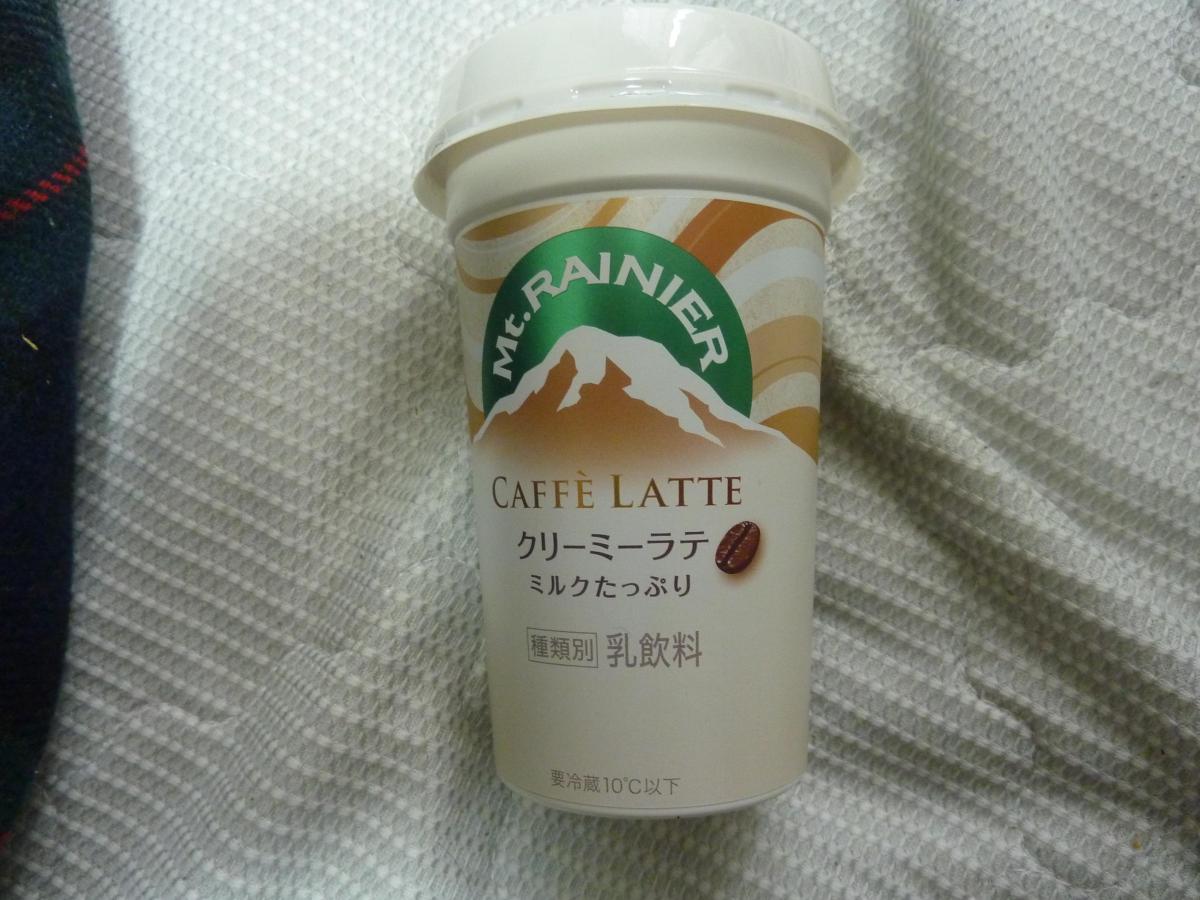 Mt. RAINIER
CAFFÈ LATTE
クリーミーラテ
ミルクたっぷり
種類別 乳飲料
要冷蔵10℃以下